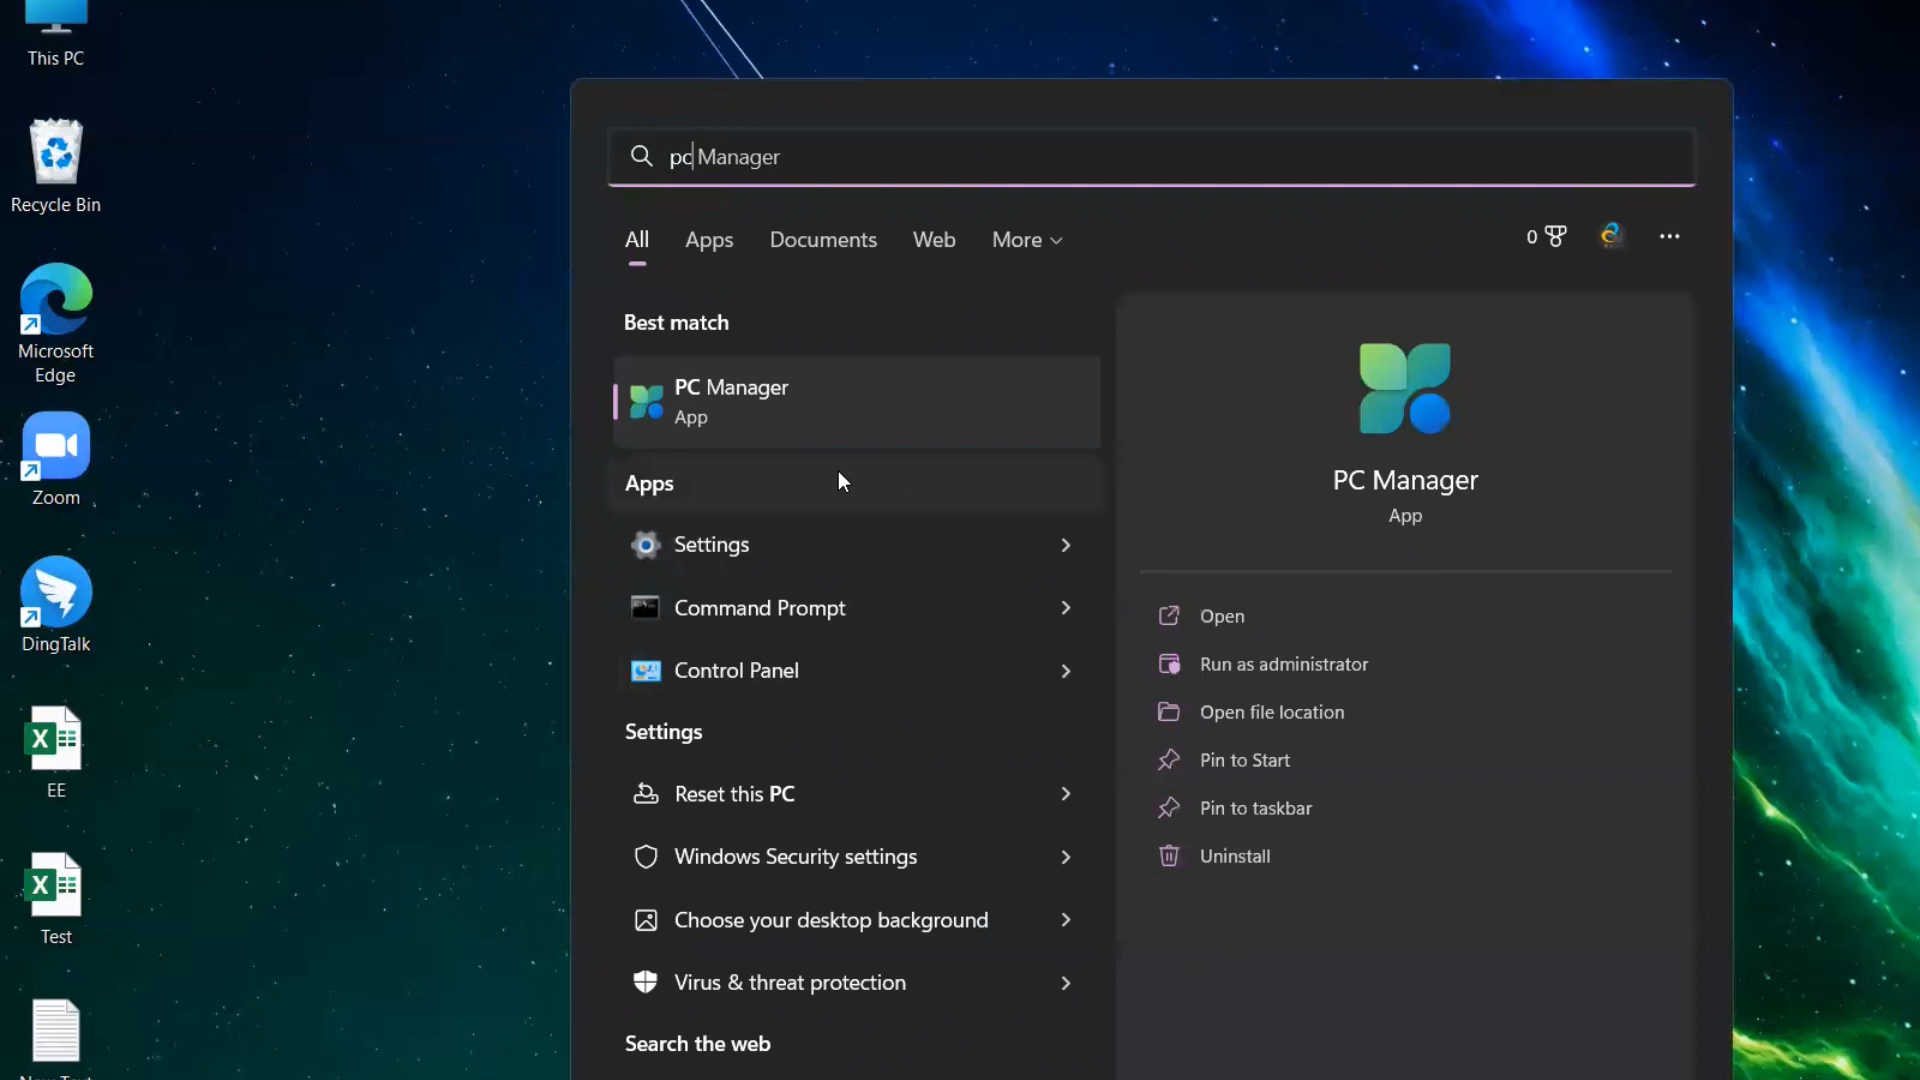 This PC
Recycle Bin
Microsoft
Edge
Zoom
DingTalk
EE
Test
pc Manager
All
Apps
Documents
Web
More
0
Best match
PC Manager
App
Apps
Settings
Command Prompt
Control Panel
Settings
Reset this PC
Windows Security settings
Choose your desktop background
Virus & threat protection
Search the web
PC Manager
App
Open
Run as administrator
Open file location
Pin to Start
Pin to taskbar
Uninstall